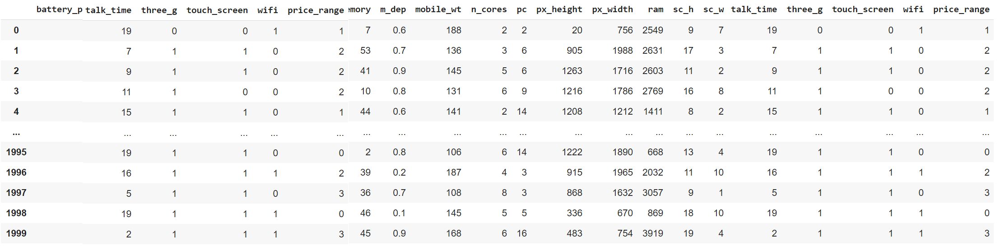 battery_p talk_time three_g touch_screen wifi price_range emory m_dep mobile_wt n_cores pc px_height px_width ram sc_h sc_w talk_time three_g touch_screen wifi price_range
0 19 0 0 1 1 7 0.6 188 2 2 20 756 2549 9 7 19 0 0 1 1
1 7 1 1 0 2 53 0.7 136 3 6 905 1988 2631 17 3 7 1 1 0 2
2 9 1 1 0 2 41 0.9 145 5 6 1263 1716 2603 11 2 9 1 1 0 2
3 11 1 0 0 2 10 0.8 131 6 9 1216 1786 2769 16 8 11 1 0 0 2
4 15 1 1 0 1 44 0.6 141 2 14 1208 1212 1411 8 2 15 1 1 0 1
... ... ... ... ... ... ... ... ... ... ... ... ... ... ... ... ... ... ... ... ...
1995 19 1 1 0 0 2 0.8 106 6 14 1222 1890 668 13 4 19 1 1 0 0
1996 16 1 1 1 2 39 0.2 187 4 3 915 1965 2032 11 10 16 1 1 1 2
1997 5 1 1 0 3 36 0.7 108 8 3 868 1632 3057 9 1 5 1 1 0 3
1998 19 1 1 1 0 46 0.1 145 5 5 336 670 869 18 10 19 1 1 1 0
1999 2 1 1 1 3 45 0.9 168 6 16 483 754 3919 19 4 2 1 1 1 3